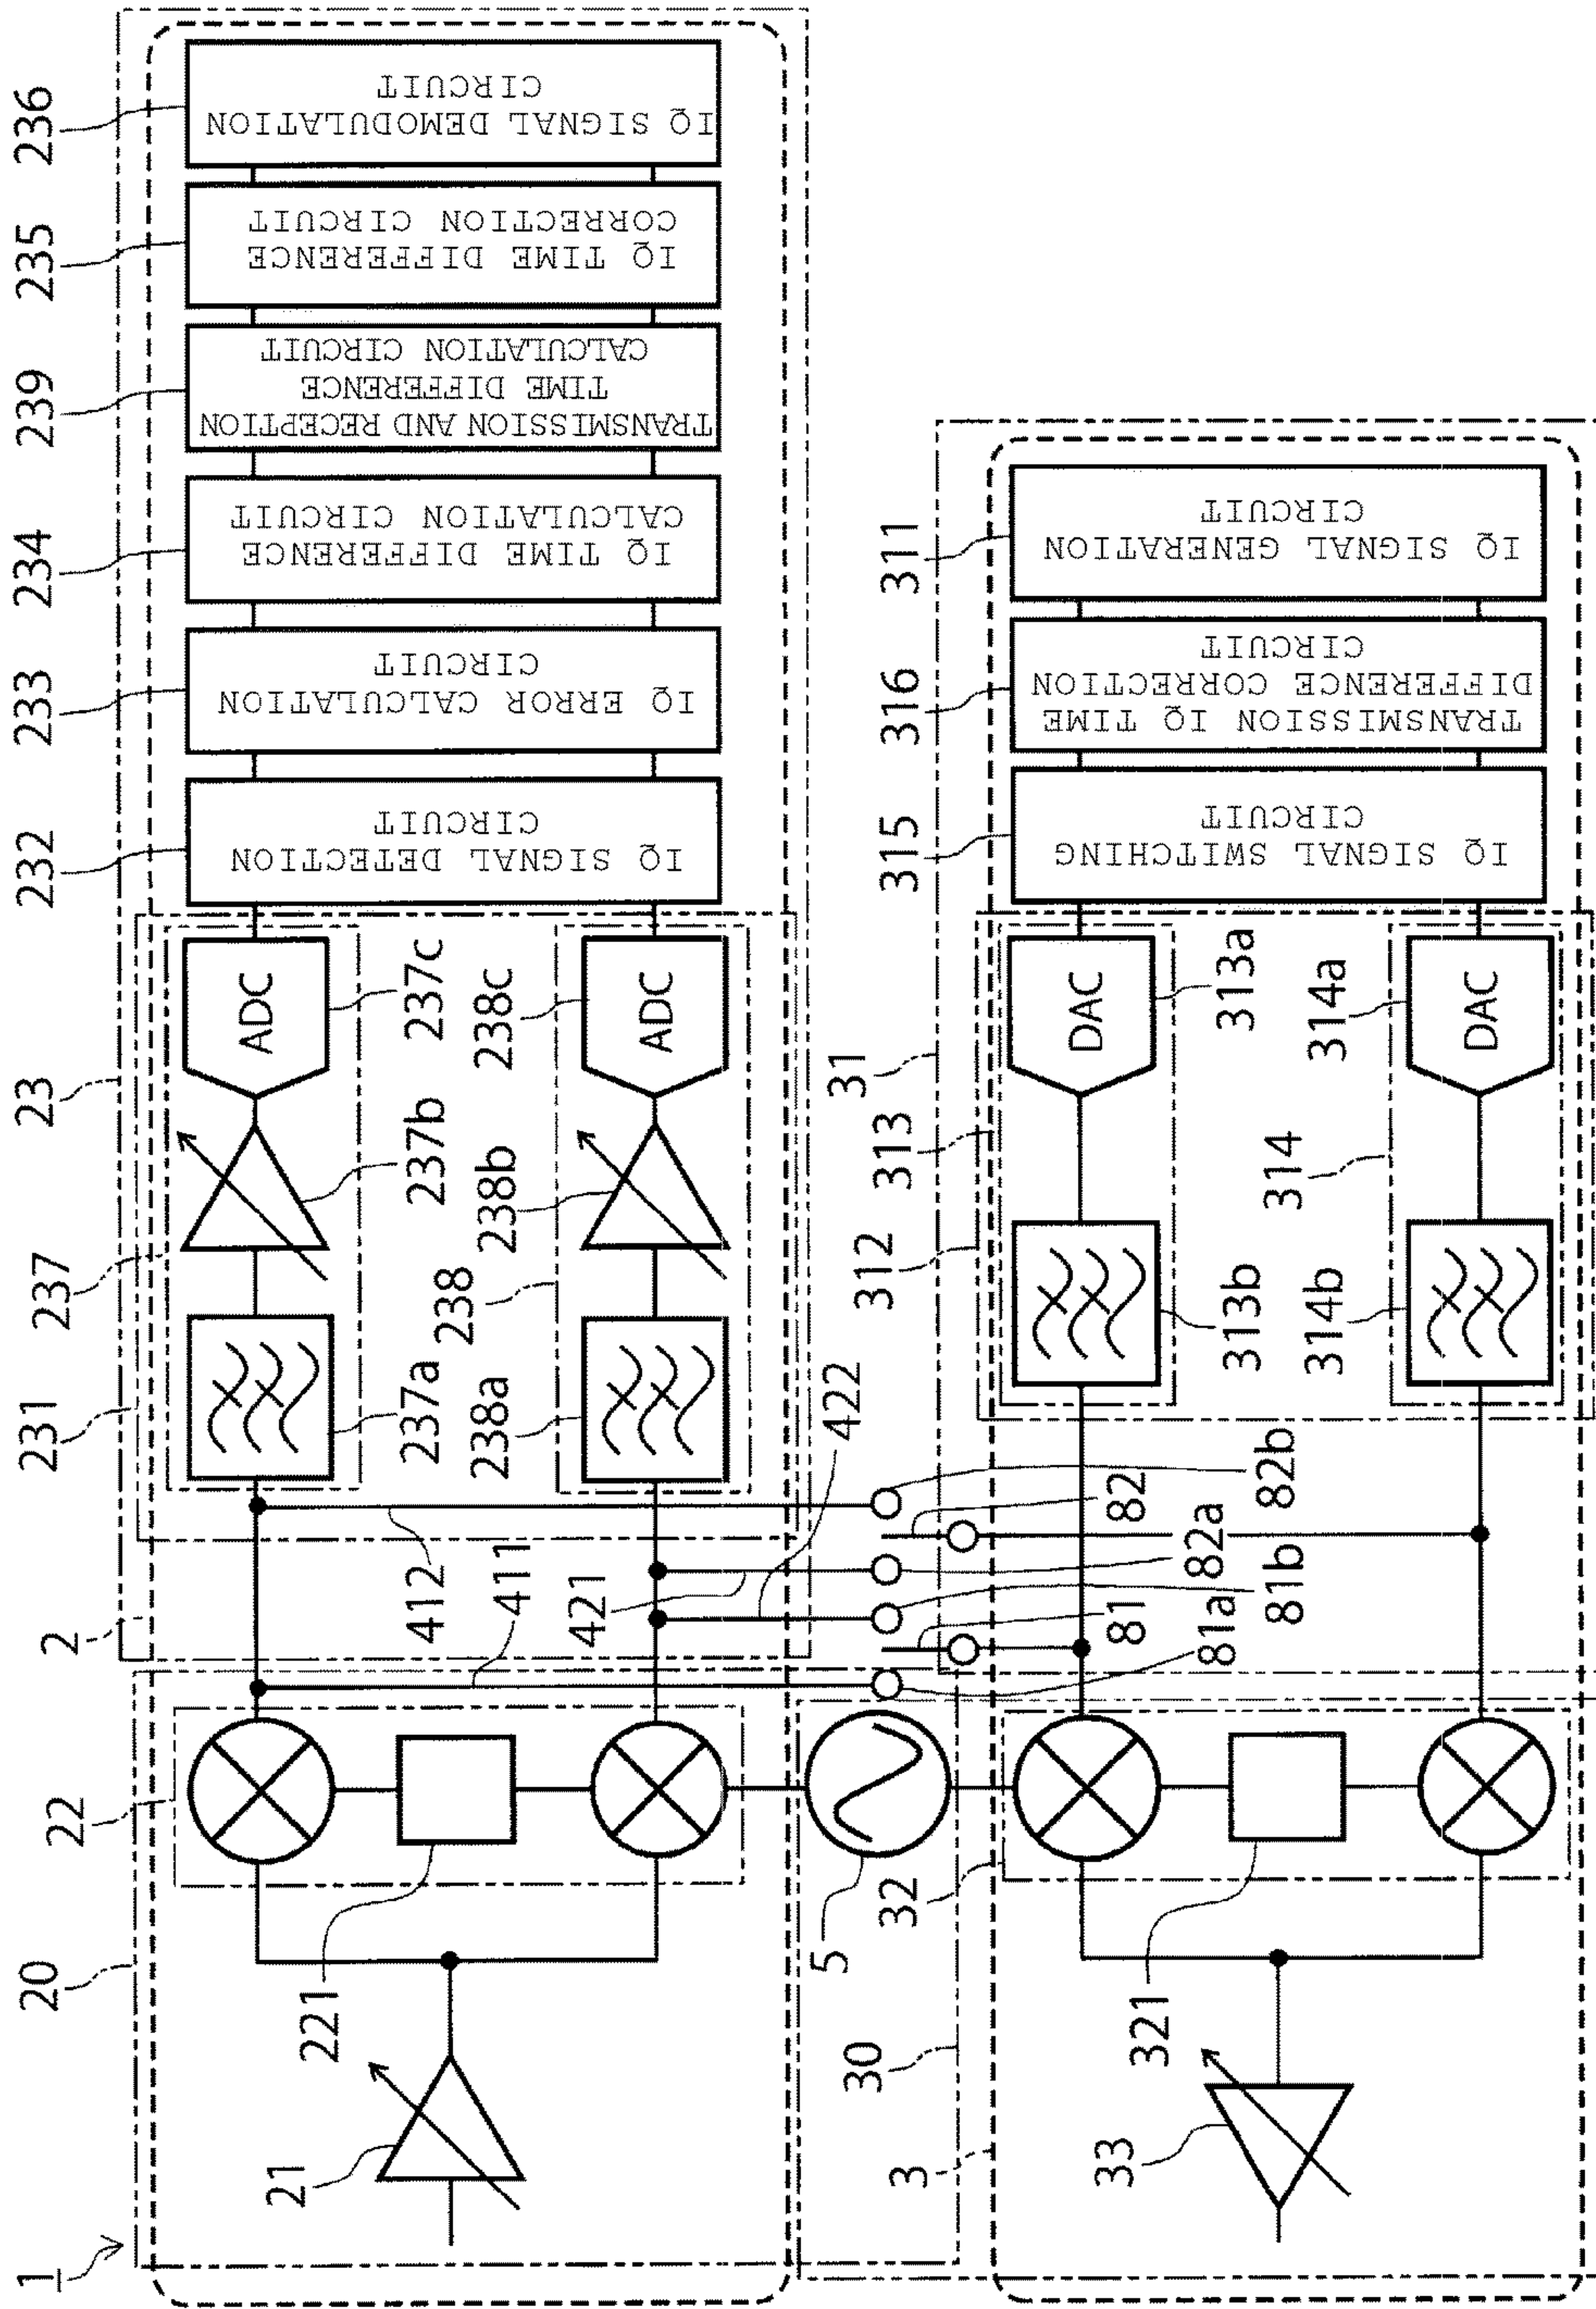 1
20
22
2
231
237
23
232
233
234
239
235
236
21
221
411
412
421
422
237a
237b
237c
ADC
238
238a
238b
238c
ADC
IQ SIGNAL DETECTION
CIRCUIT
IQ ERROR CALCULATION
CIRCUIT
IQ TIME DIFFERENCE
CALCULATION CIRCUIT
TRANSMISSION AND RECEPTION
TIME DIFFERENCE
CALCULATION CIRCUIT
IQ TIME DIFFERENCE
CORRECTION CIRCUIT
IQ SIGNAL DEMODULATION
CIRCUIT
5
30
3
32
81
81a
81b
82
82a
82b
312
313
31
315
316
311
33
321
313b
313a
DAC
314
314b
314a
DAC
IQ SIGNAL SWITCHING
CIRCUIT
TRANSMISSION IQ TIME
DIFFERENCE CORRECTION
CIRCUIT
IQ SIGNAL GENERATION
CIRCUIT